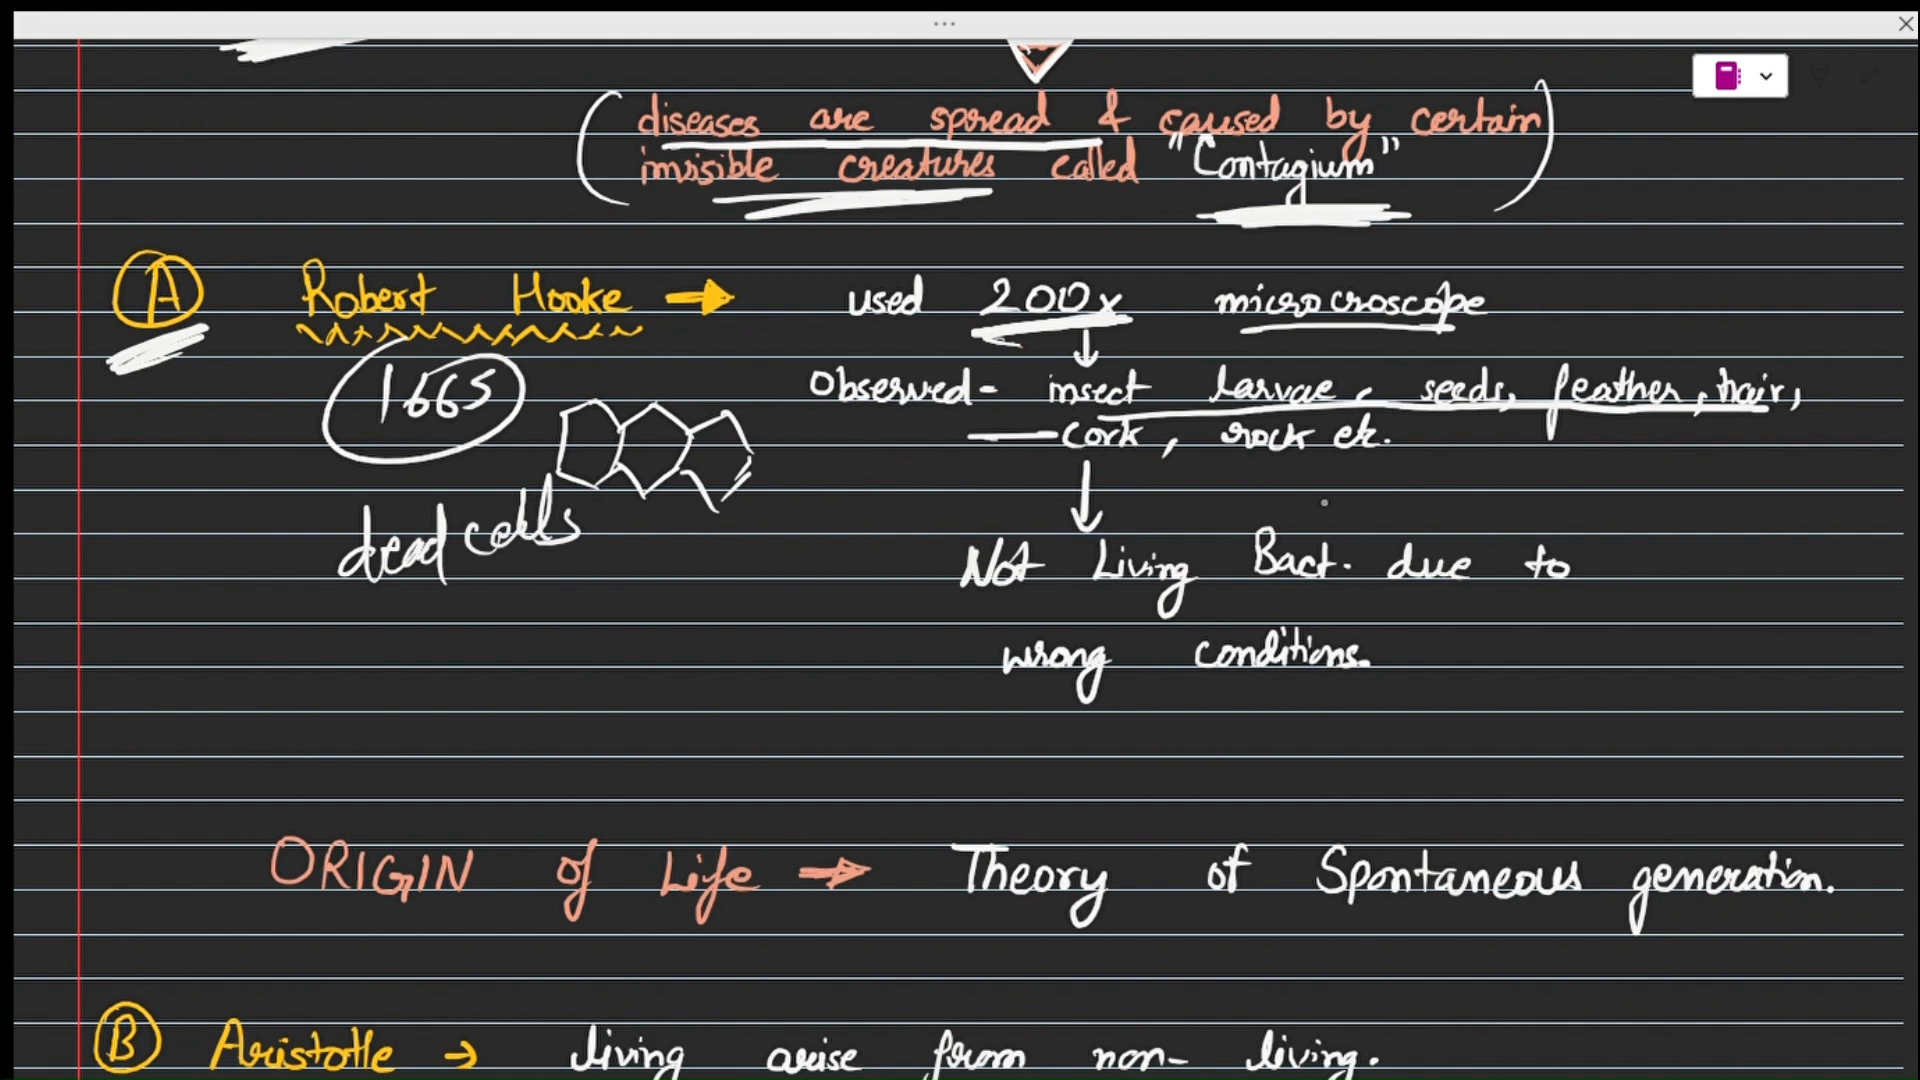 diseases are spread & caused by certain
invisible creatures called "Contagium"
A Robert Hooke → used 200x microcroscope
1665
Observed - insect larvae, seeds, feather, hair,
cork, rock etc.
dead cells
Not Living Bact. due to
wrong conditions.
ORIGIN of Life → Theory of Spontaneous generation.
B Aristotle → living arise from non-living.